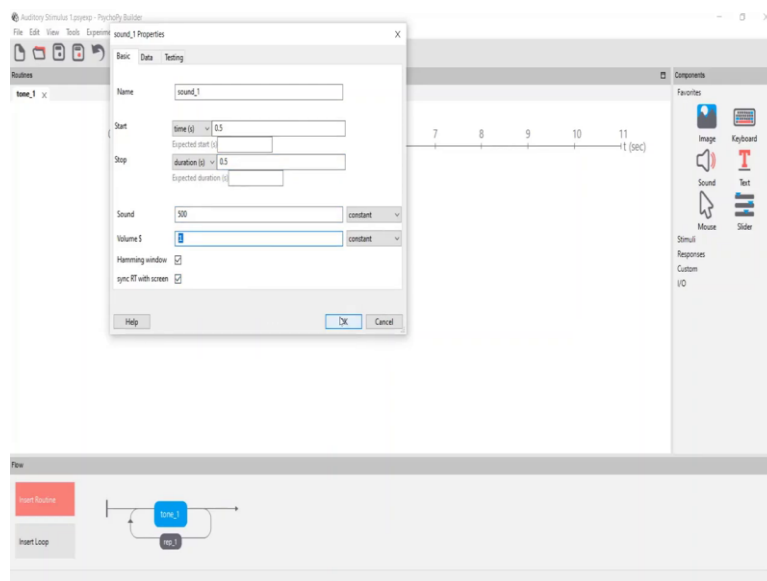 Auditory Stimulus 1.psyexp - PsychoPy Builder
File Edit View Tools Experime
sound_1 Properties
X
Basic Data Testing
Routines
tone_1 x
Name sound_1
Start time (s) 0.5
Expected start (s)
Stop duration (s) 0.5
Expected duration (s)
Sound 500 constant
Volume $ constant
Hamming window
sync RT with screen
Help OK Cancel
7 8 9 10 11
t (sec)
Components
Favorites
Image Keyboard
Sound Text
Mouse Slider
Stimuli
Responses
Custom
I/O
Flow
Insert Routine
Insert Loop
tone_1
rep_1